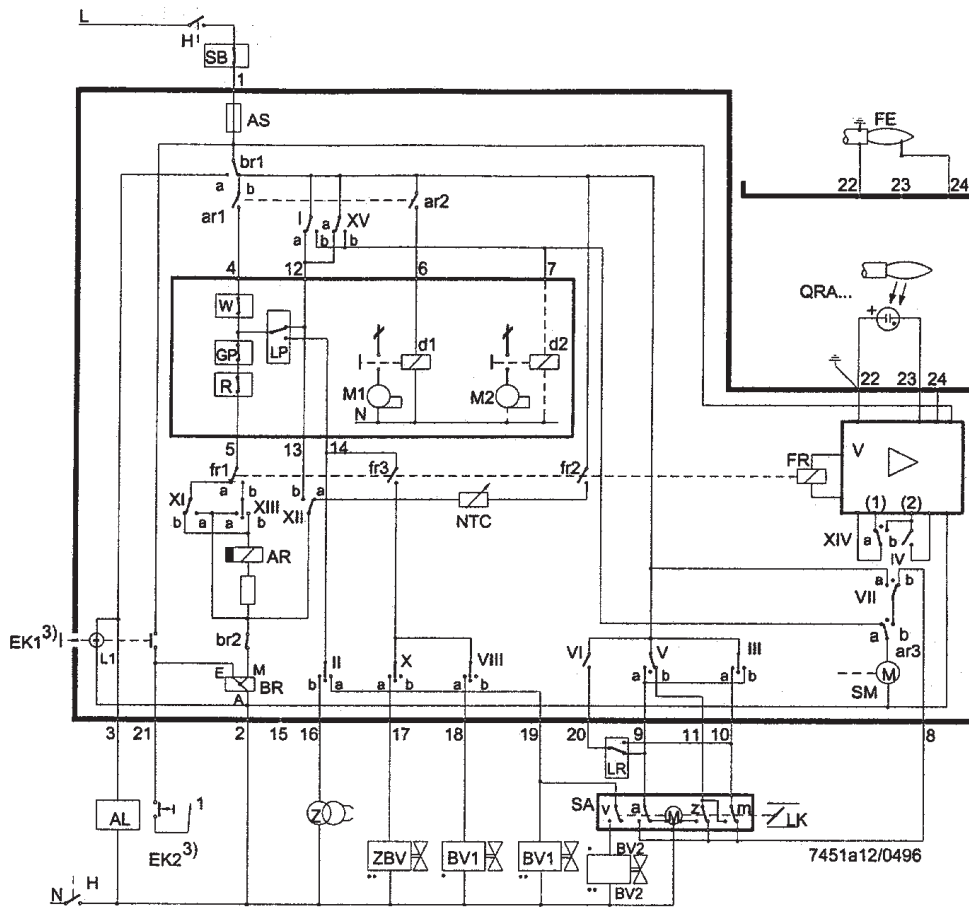 L
H
SB
1
AS
FE
br1
a b
22 23 24
ar1
ar2
I
a b
a XV
b
4 12 6 7
QRA...
+
W
GP
LP
R
d1
d2
M1
M2
N
22 23 24
5 13 14
V
fr1
fr3
fr2
FR
XI
a b
b a a b
XIII
b a
XII
NTC
(1) (2)
XIV a b
IV
AR
a b
VII
br2
a b
ar3
EK1 3)
L1
E M
BR
A
II
b a
X
a b
VIII
a b
VI
V
a b
III
a b
M
SM
3 21 2 15 16 17 18 19 20 9 11 10 8
LR
SA
v a M z m
LK
AL
1
EK2 3)
Z
ZBV
BV1
BV1
BV2
BV2
7451a12/0496
N H